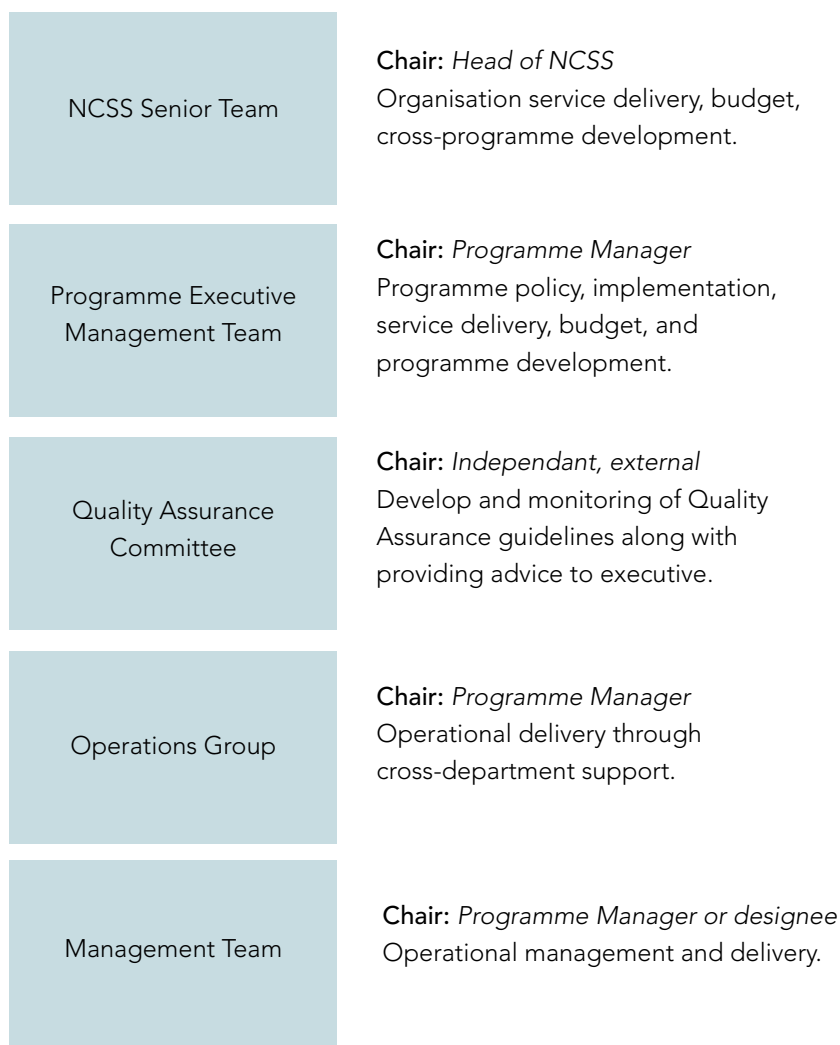 NCSS Senior Team
Chair: Head of NCSS
Organisation service delivery, budget,
cross-programme development.
Programme Executive
Management Team
Chair: Programme Manager
Programme policy, implementation,
service delivery, budget, and
programme development.
Quality Assurance
Committee
Chair: Independant, external
Develop and monitoring of Quality
Assurance guidelines along with
providing advice to executive.
Operations Group
Chair: Programme Manager
Operational delivery through
cross-department support.
Management Team
Chair: Programme Manager or designee
Operational management and delivery.